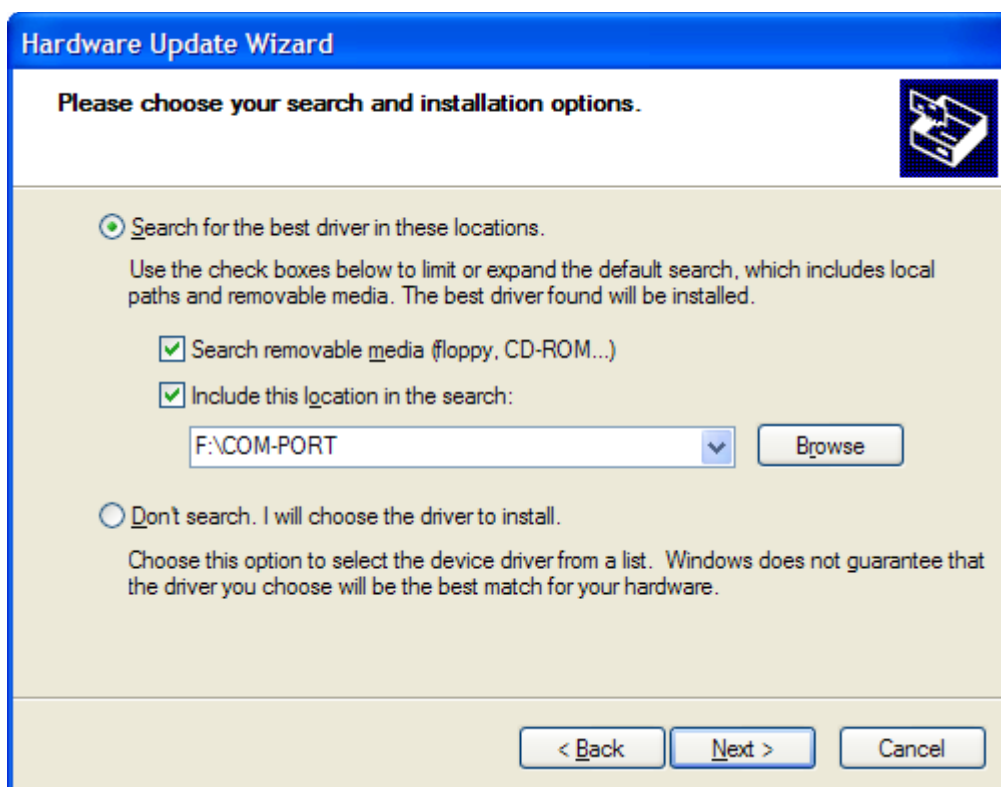 Hardware Update Wizard
Please choose your search and installation options.
Search for the best driver in these locations.
Use the check boxes below to limit or expand the default search, which includes local
paths and removable media. The best driver found will be installed.
Search removable media (floppy, CD-ROM...)
Include this location in the search:
F:\COM-PORT
Browse
Don't search. I will choose the driver to install.
Choose this option to select the device driver from a list.  Windows does not guarantee that
the driver you choose will be the best match for your hardware.
< Back
Next >
Cancel